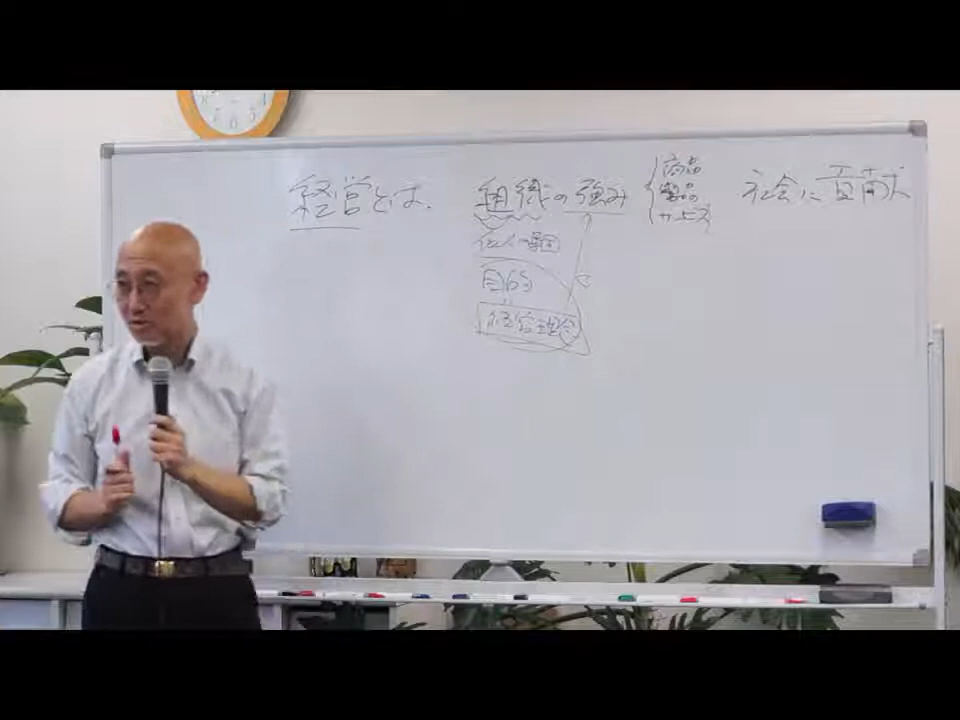 経営とは、
組織の強み
商品
製品
サービス
社会に貢献
個人の集団
目的
経営理念